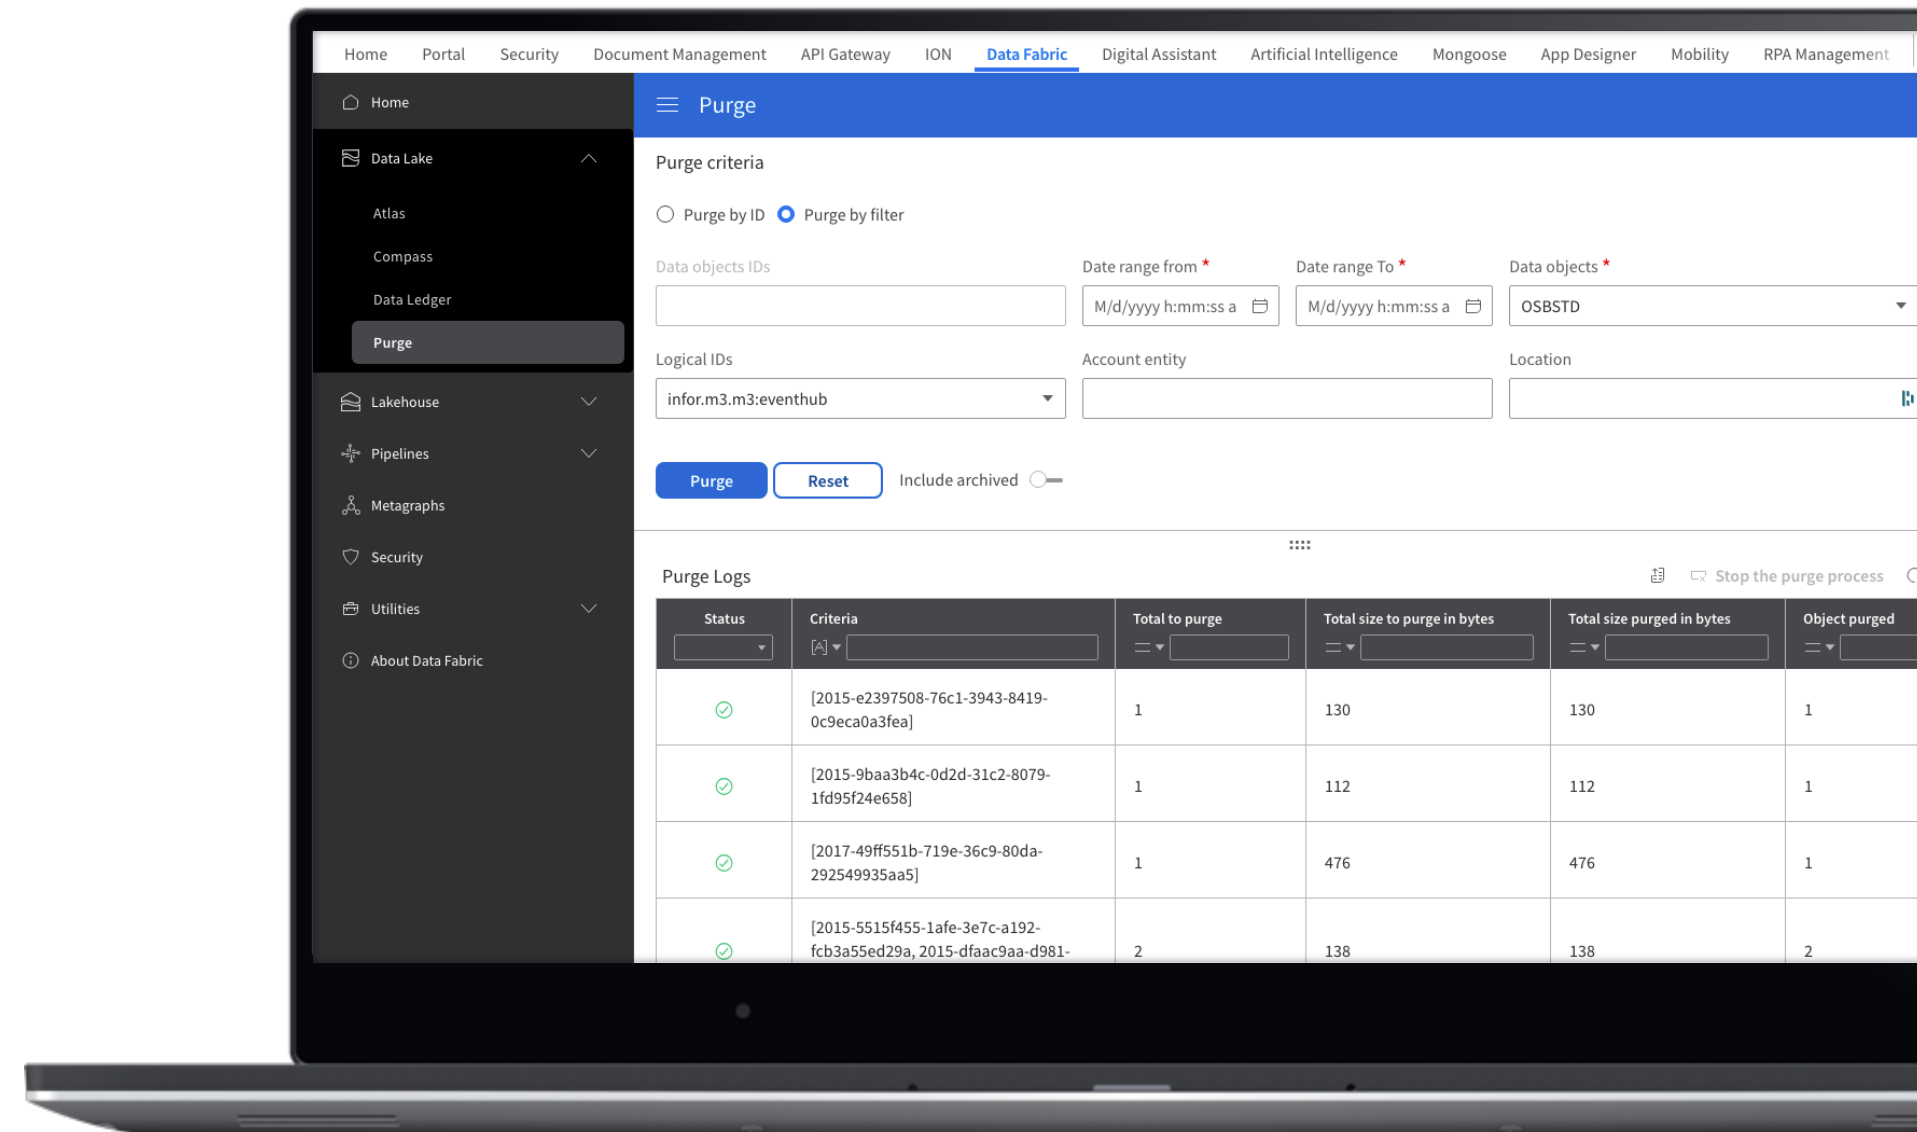 Home Portal Security Document Management API Gateway ION Data Fabric Digital Assistant Artificial Intelligence Mongoose App Designer Mobility RPA Management
Home
Data Lake
Atlas
Compass
Data Ledger
Purge
Lakehouse
Pipelines
Metagraphs
Security
Utilities
About Data Fabric
Purge
Purge criteria
Purge by ID Purge by filter
Data objects IDs Date range from * Date range To * Data objects *
M/d/yyyy h:mm:ss a M/d/yyyy h:mm:ss a OSBSTD
Logical IDs Account entity Location
infor.m3.m3:eventhub
Purge Reset Include archived
Purge Logs Stop the purge process
Status Criteria Total to purge Total size to purge in bytes Total size purged in bytes Object purged
[2015-e2397508-76c1-3943-8419-
0c9eca0a3fea] 1 130 130 1
[2015-9baa3b4c-0d2d-31c2-8079-
1fd95f24e658] 1 112 112 1
[2017-49ff551b-719e-36c9-80da-
292549935aa5] 1 476 476 1
[2015-5515f455-1afe-3e7c-a192-
fcb3a55ed29a, 2015-dfaac9aa-d981- 2 138 138 2